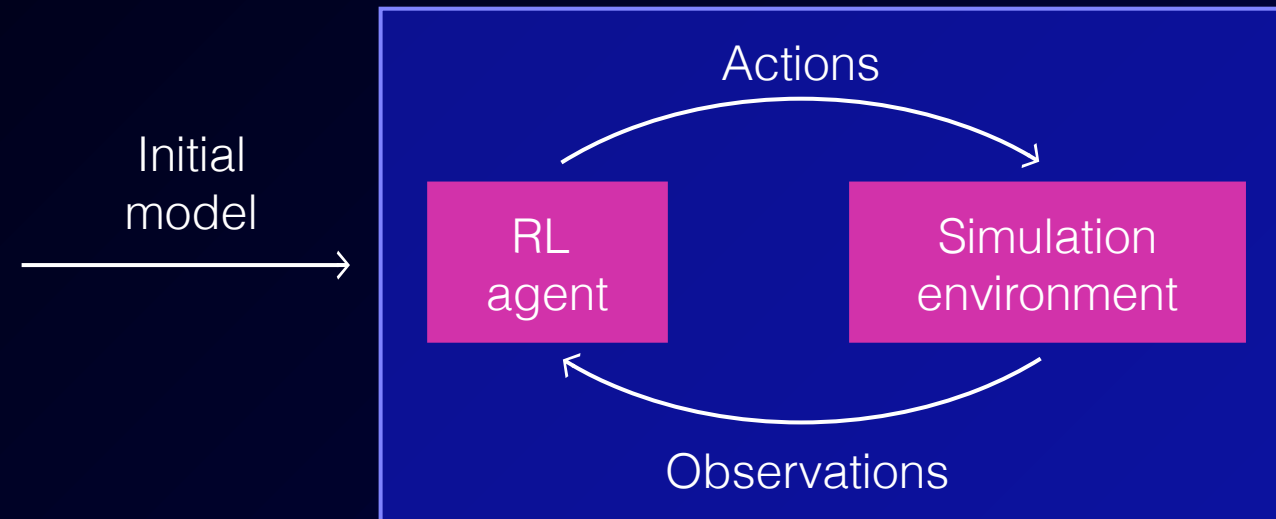 Initial
model
Actions
RL
agent
Simulation
environment
Observations